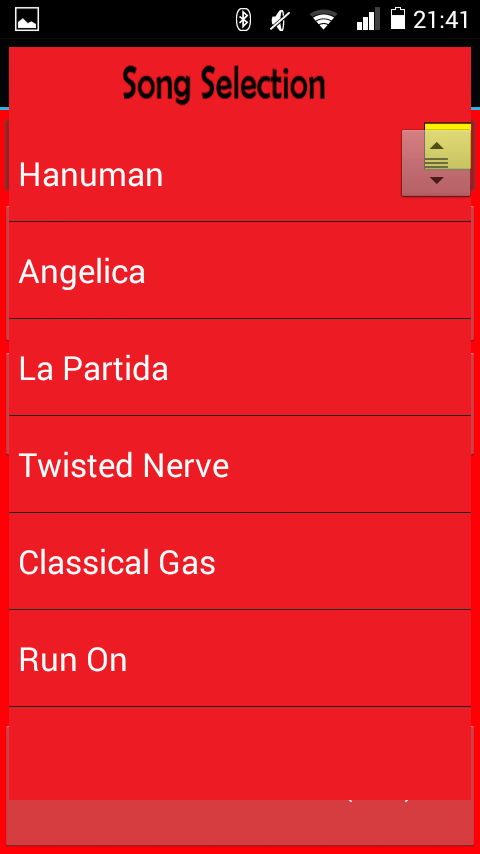 21:41
Song Selection
Hanuman
Angelica
La Partida
Twisted Nerve
Classical Gas
Run On